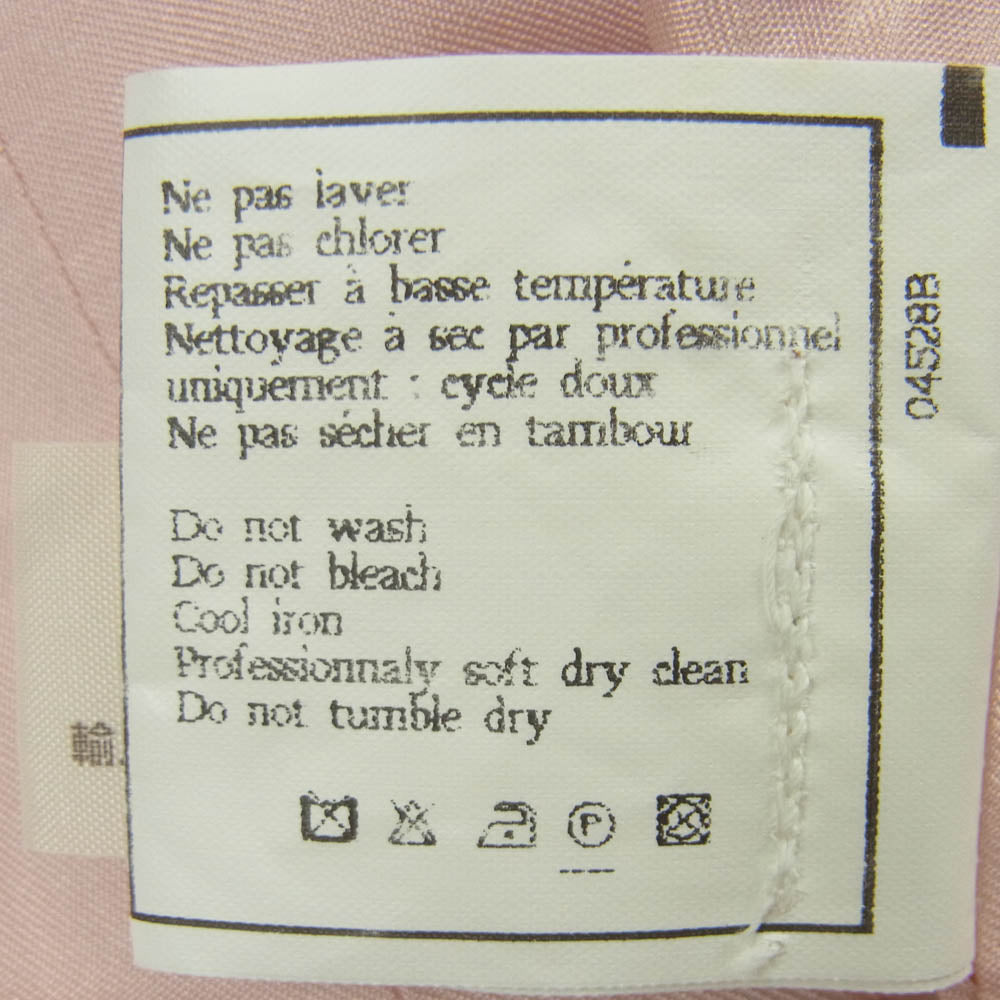 Ne pas laver
Ne pas chlorer
Repasser à basse température
Nettoyage à sec par professionnel
uniquement : cycle doux
Ne pas sécher en tambour
Do not wash
Do not bleach
Cool iron
Professionnaly soft dry clean
Do not tumble dry
P
04528B
輸